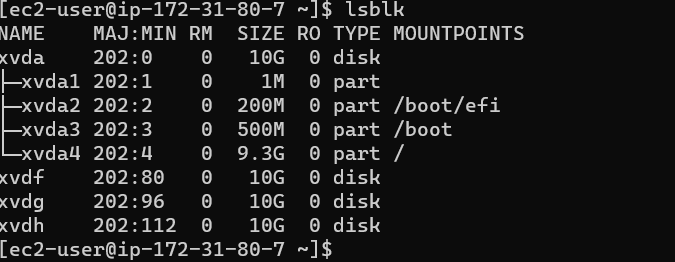 [ec2-user@ip-172-31-80-7 ~]$ lsblk
NAME    MAJ:MIN RM  SIZE RO TYPE MOUNTPOINTS
xvda    202:0    0   10G  0 disk
├─xvda1 202:1    0    1M  0 part
├─xvda2 202:2    0  200M  0 part /boot/efi
├─xvda3 202:3    0  500M  0 part /boot
└─xvda4 202:4    0  9.3G  0 part /
xvdf    202:80   0   10G  0 disk
xvdg    202:96   0   10G  0 disk
xvdh    202:112  0   10G  0 disk
[ec2-user@ip-172-31-80-7 ~]$